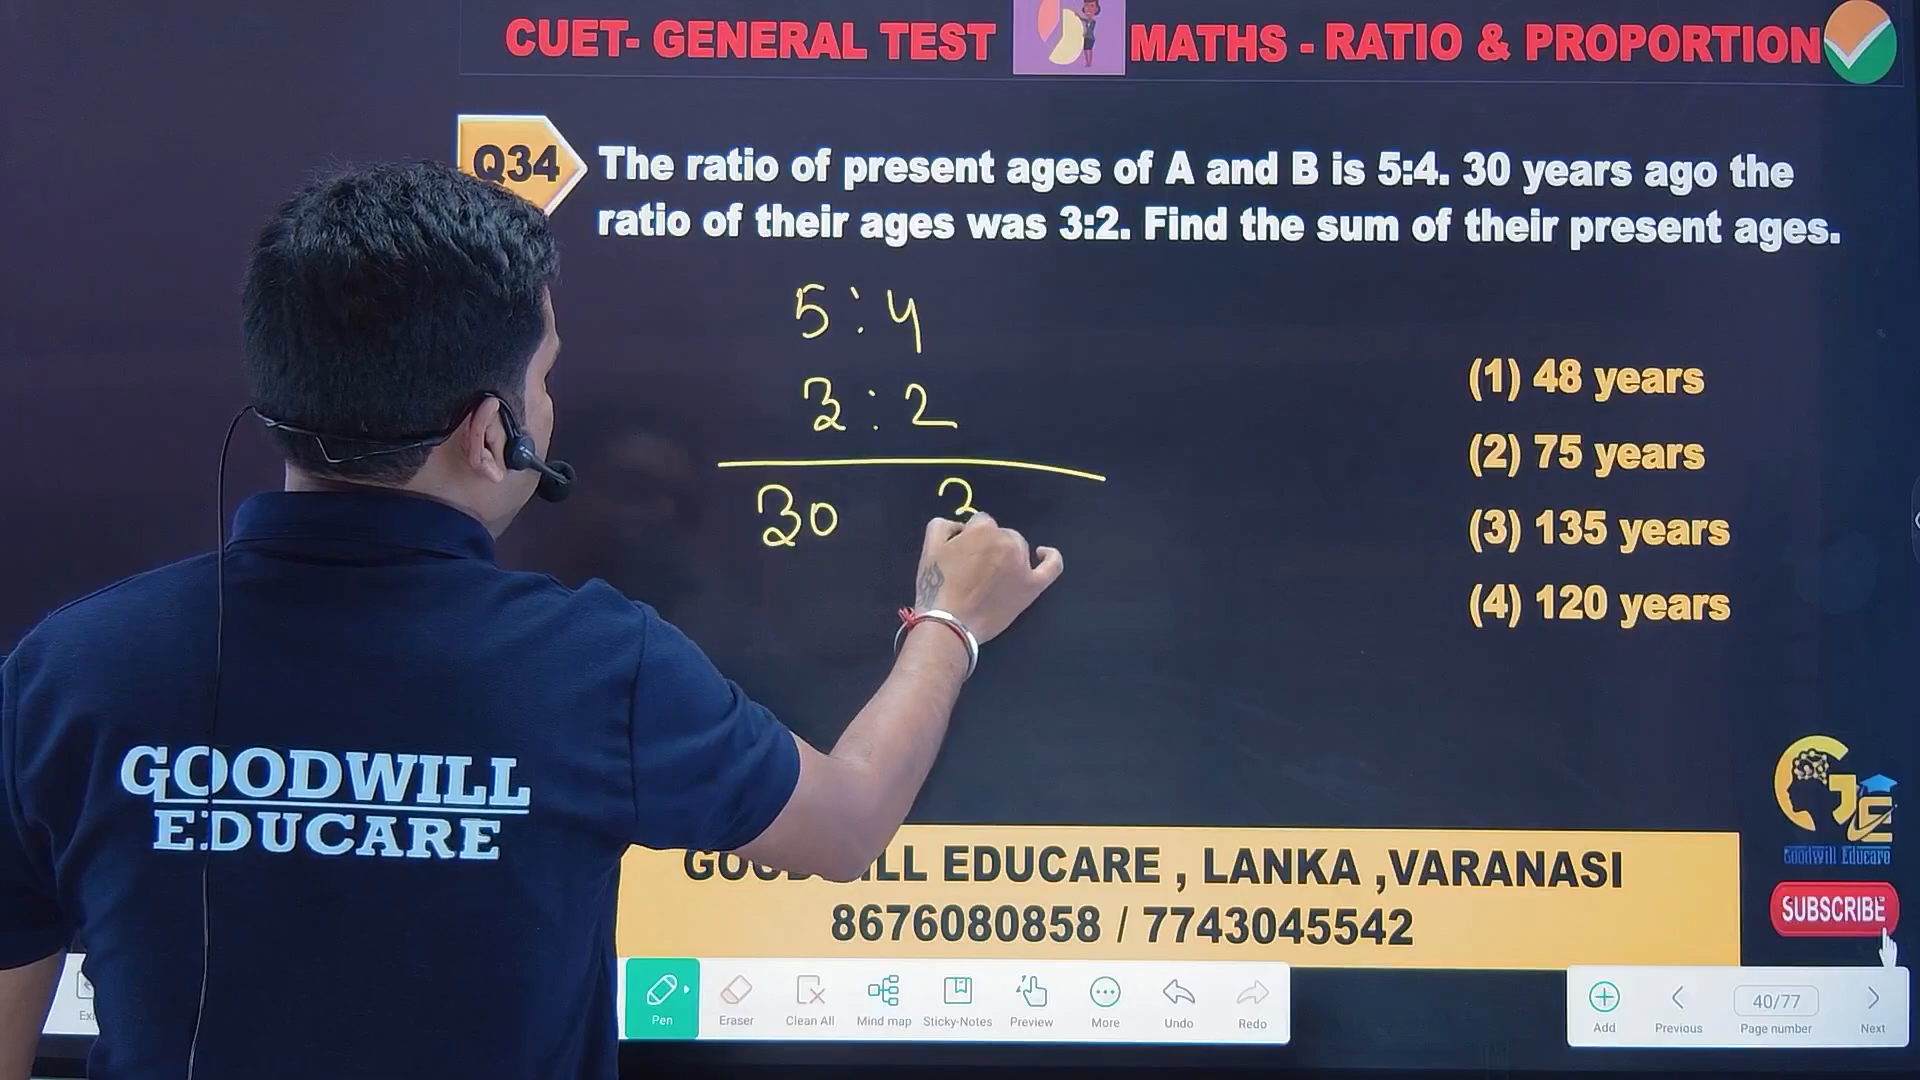 CUET- GENERAL TEST MATHS - RATIO & PROPORTION
Q34 The ratio of present ages of A and B is 5:4. 30 years ago the
ratio of their ages was 3:2. Find the sum of their present ages.
5 : 4
3 : 2
30 3
(1) 48 years
(2) 75 years
(3) 135 years
(4) 120 years
GOODWILL
EDUCARE
GE
Goodwill Educare
SUBSCRIBE
ILL EDUCARE , LANKA ,VARANASI
8676080858 / 7743045542
Pen Eraser Clean All Mind map Sticky-Notes Preview More Undo Redo
Add Previous 40/77 Page number Next